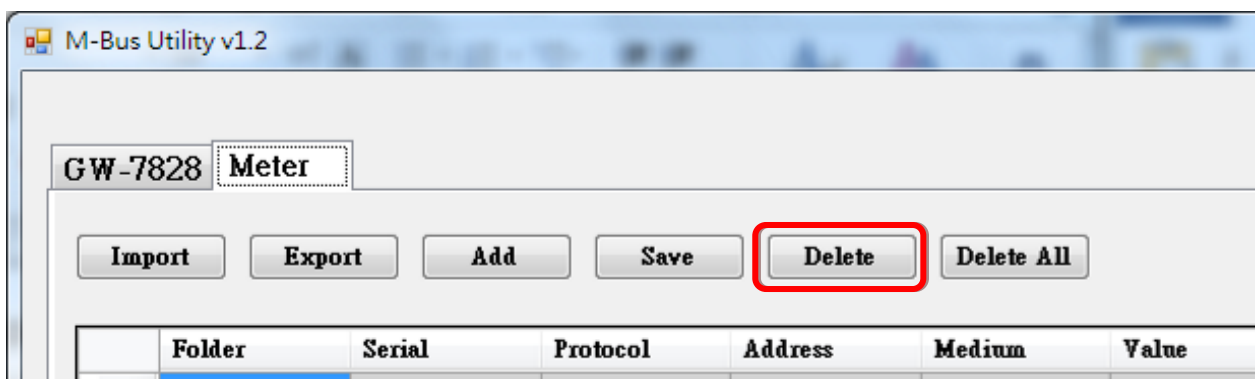 M-Bus Utility v1.2
GW-7828 Meter
Import Export Add Save Delete Delete All
Folder Serial Protocol Address Medium Value